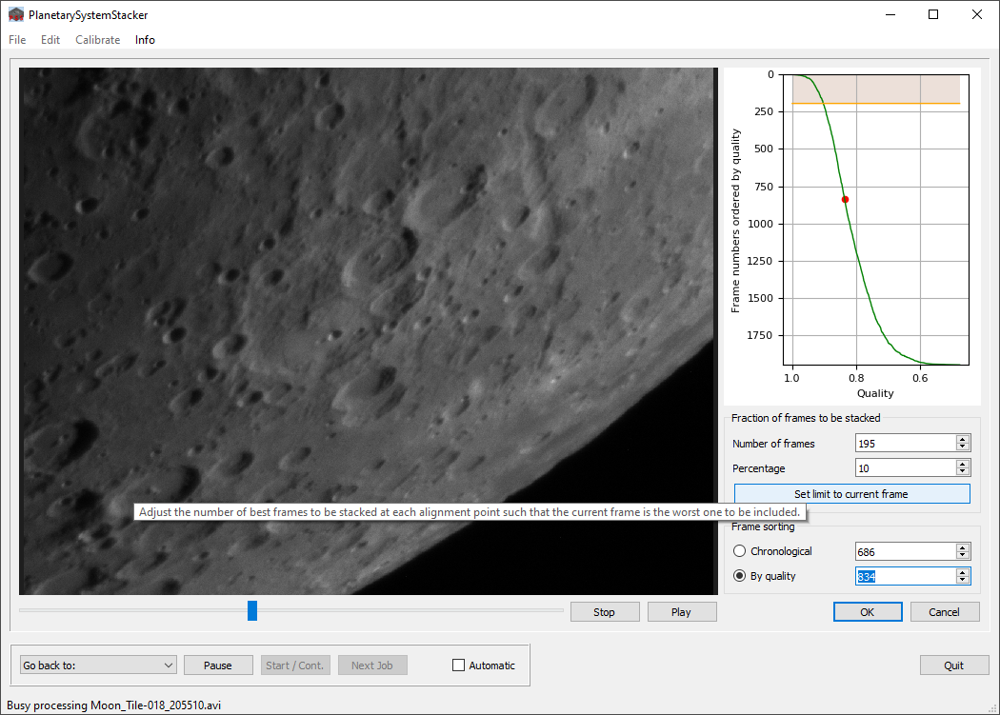 PlanetarySystemStacker
File Edit Calibrate Info
0
250
500
750
1000
1250
1500
1750
Frame numbers ordered by quality
1.0 0.8 0.6
Quality
Fraction of frames to be stacked
Number of frames 195
Percentage 10
Set limit to current frame
Adjust the number of best frames to be stacked at each alignment point such that the current frame is the worst one to be included.
Frame sorting
Chronological 686
By quality 834
Stop Play OK Cancel
Go back to: Pause Start / Cont. Next Job Automatic Quit
Busy processing Moon_Tile-018_205510.avi